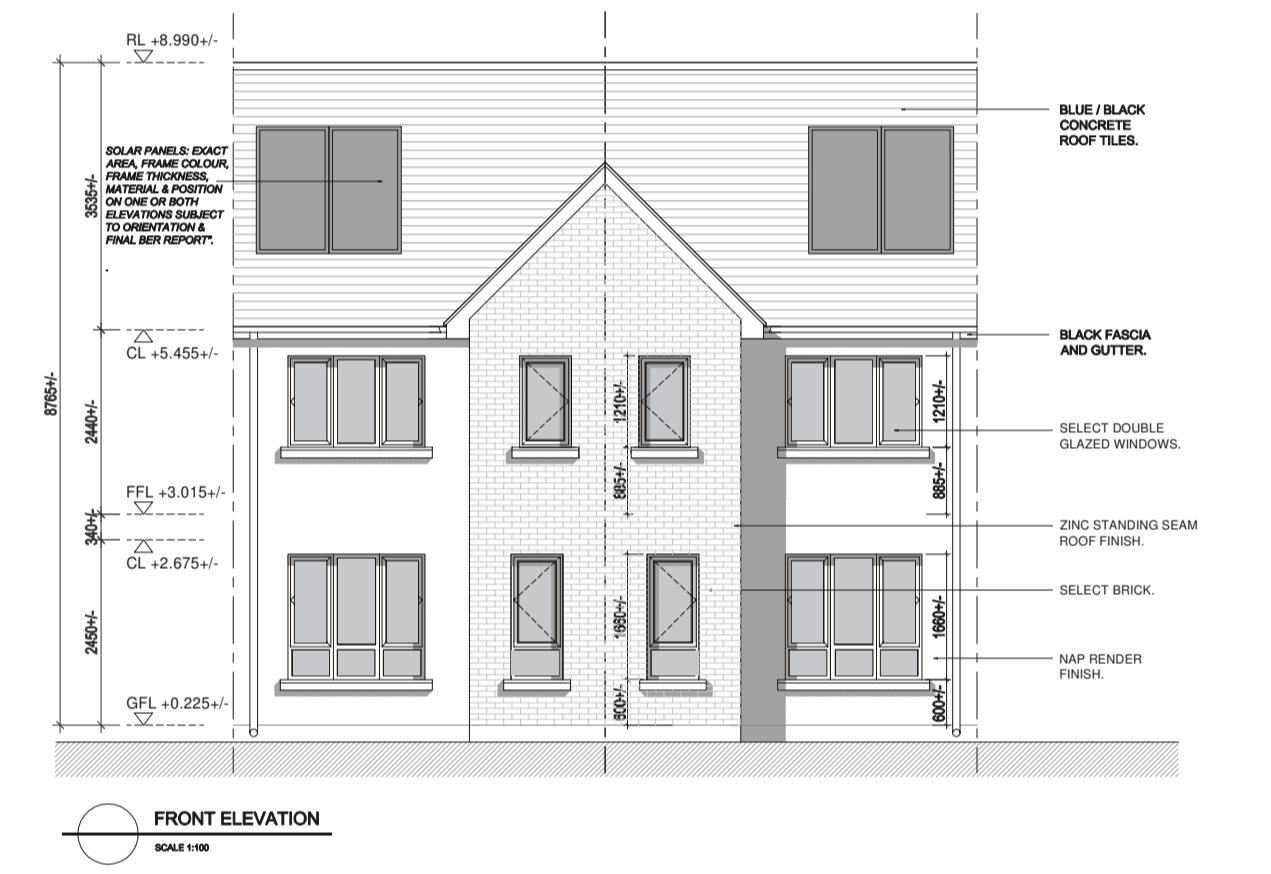 RL +8.990+/-
SOLAR PANELS: EXACT
AREA, FRAME COLOUR,
FRAME THICKNESS,
MATERIAL & POSITION
ON ONE OR BOTH
ELEVATIONS SUBJECT
TO ORIENTATION &
FINAL BER REPORT".
.
3535+/-
CL +5.455+/-
8765+/-
2440+/-
FFL +3.015+/-
340+/-
CL +2.675+/-
2450+/-
GFL +0.225+/-
1210+/-
885+/-
1660+/-
600+/-
1210+/-
885+/-
1660+/-
600+/-
BLUE / BLACK
CONCRETE
ROOF TILES.
BLACK FASCIA
AND GUTTER.
SELECT DOUBLE
GLAZED WINDOWS.
ZINC STANDING SEAM
ROOF FINISH.
SELECT BRICK.
NAP RENDER
FINISH.
FRONT ELEVATION
SCALE 1:100